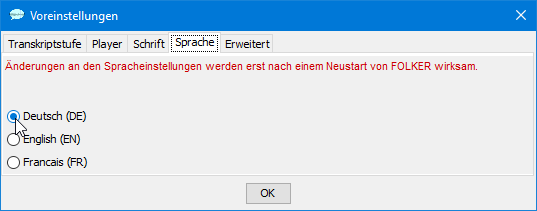 Voreinstellungen
Transkriptstufe Player Schrift Sprache Erweitert
Änderungen an den Spracheinstellungen werden erst nach einem Neustart von FOLKER wirksam.
Deutsch (DE)
English (EN)
Francais (FR)
OK